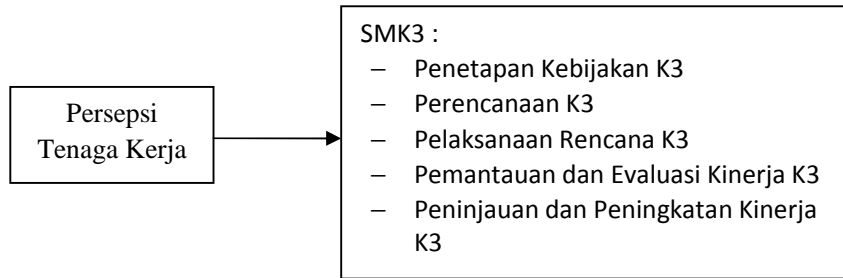 Persepsi
Tenaga Kerja
SMK3 :
– Penetapan Kebijakan K3
– Perencanaan K3
– Pelaksanaan Rencana K3
– Pemantauan dan Evaluasi Kinerja K3
– Peninjauan dan Peningkatan Kinerja
K3